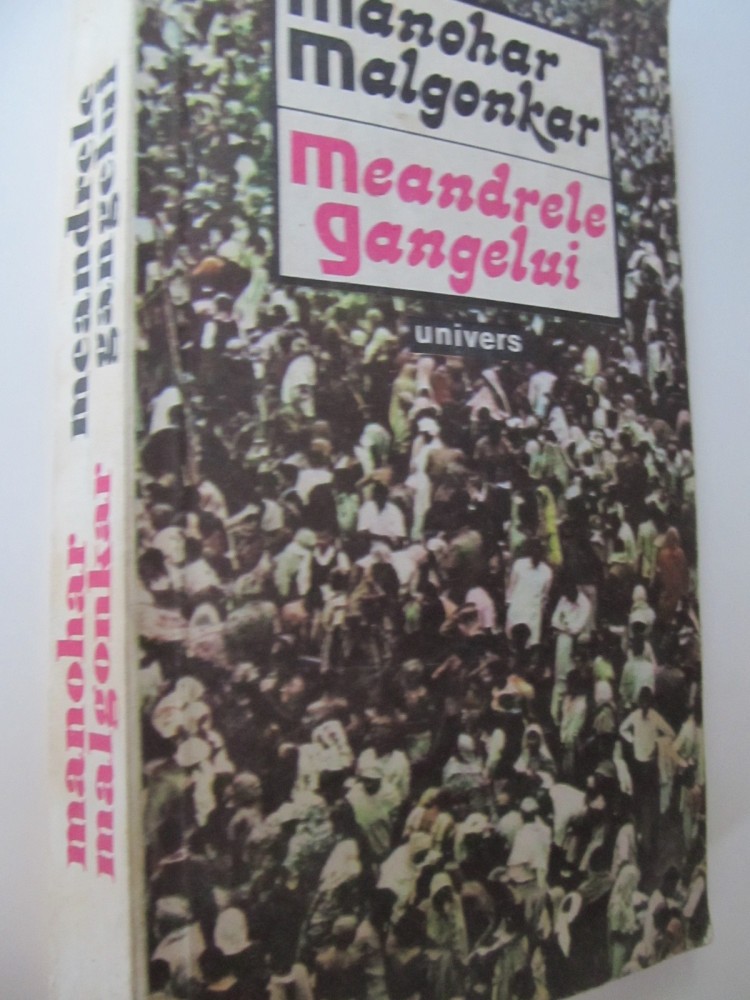 manohar
malgonkar
meandrele
gangelui
univers
meandrele
gangelui
manohar
malgonkar